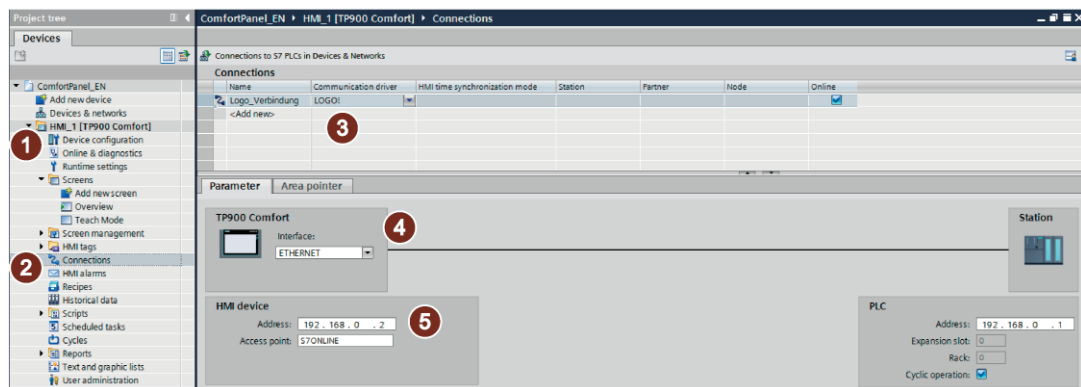 Project tree
ComfortPanel_EN ▸ HMI_1 [TP900 Comfort] ▸ Connections
Devices
Connections to S7 PLCs in Devices & Networks
Connections
Name Communication driver HMI time synchronization mode Station Partner Node Online
Logo_Verbindung LOGO!
<Add new>
3
ComfortPanel_EN
Add new device
Devices & networks
HMI_1 [TP900 Comfort]
1
Device configuration
Online & diagnostics
Runtime settings
Screens
Add new screen
Overview
Teach Mode
Screen management
HMI tags
2
Connections
HMI alarms
Recipes
Historical data
Scripts
Scheduled tasks
Cycles
Reports
Text and graphic lists
User administration
Parameter Area pointer
TP900 Comfort
4
Interface:
ETHERNET
Station
HMI device
5
Address: 192 . 168 . 0 . 2
Access point: S7ONLINE
PLC
Address: 192 . 168 . 0 . 1
Expansion slot: 0
Rack: 0
Cyclic operation: